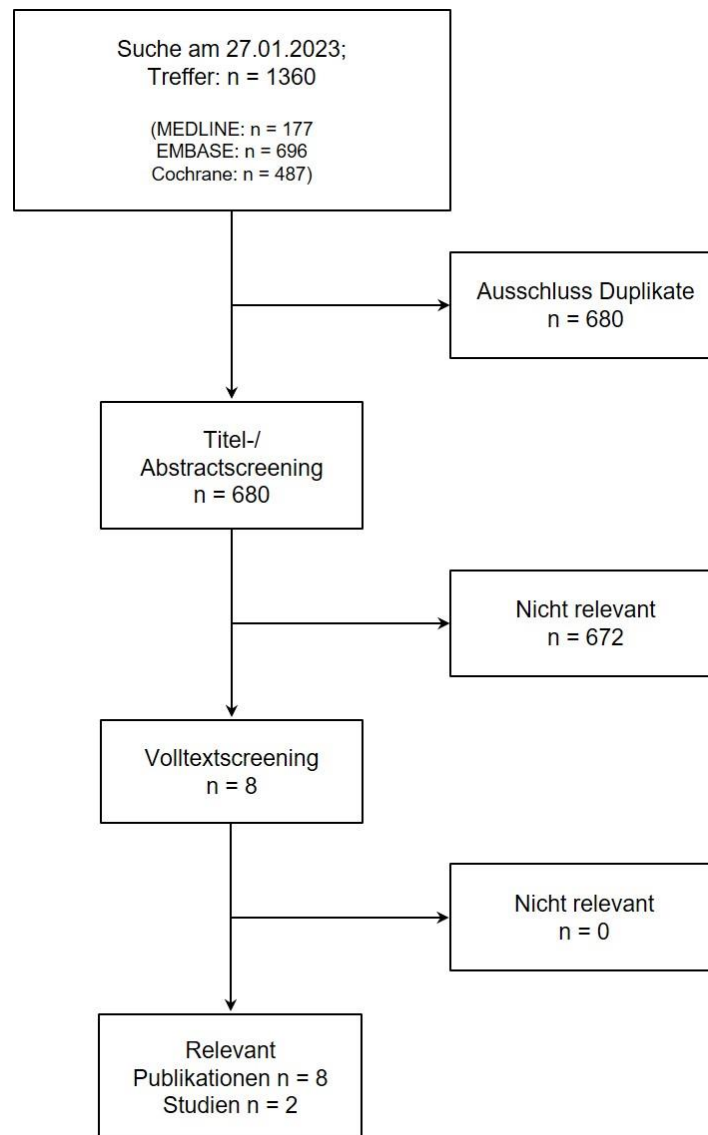 Suche am 27.01.2023;
Treffer: n = 1360
(MEDLINE: n = 177
EMBASE: n = 696
Cochrane: n = 487)
Ausschluss Duplikate
n = 680
Titel-/
Abstractscreening
n = 680
Nicht relevant
n = 672
Volltextscreening
n = 8
Nicht relevant
n = 0
Relevant
Publikationen n = 8
Studien n = 2